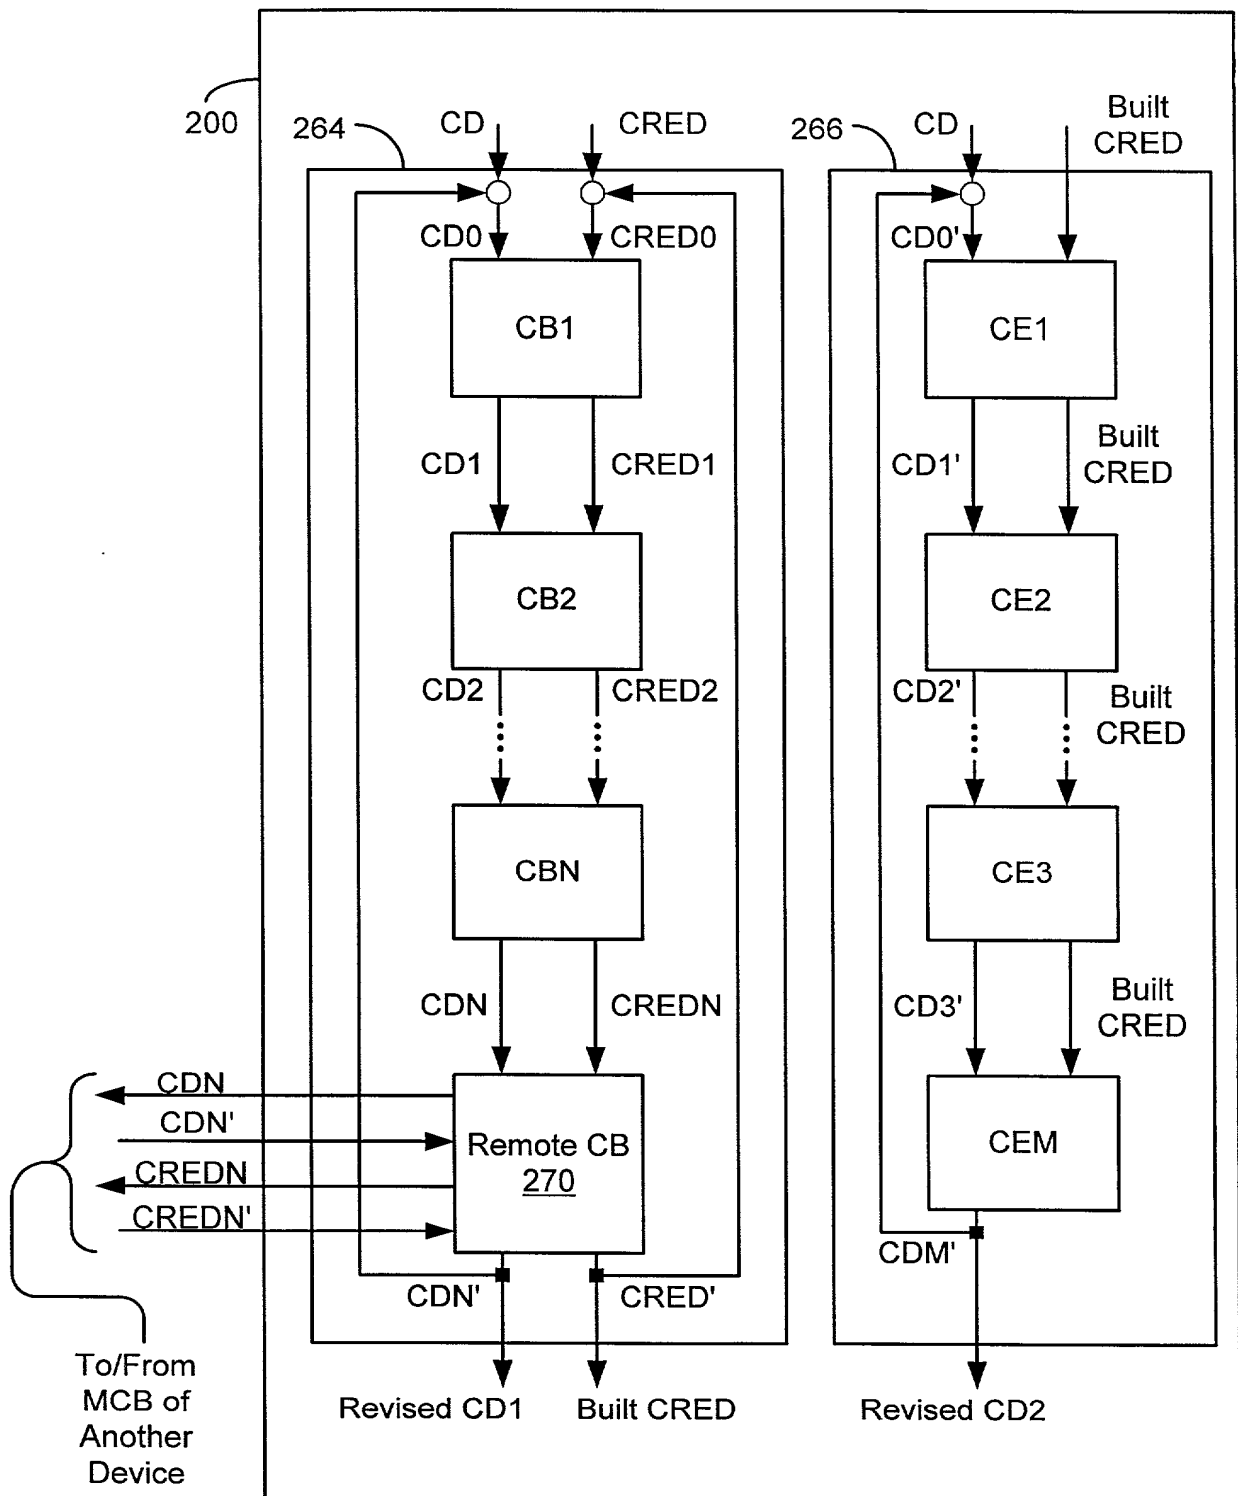 200
264
CD
CRED
266
CD
Built
CRED
CD0
CRED0
CD0'
CB1
CE1
CD1
CRED1
CD1'
Built
CRED
CB2
CE2
CD2
CRED2
CD2'
Built
CRED
CBN
CE3
CDN
CREDN
CD3'
Built
CRED
CDN
CDN'
CREDN
CREDN'
Remote CB
270
CEM
CDN'
CRED'
CDM'
To/From
MCB of
Another
Device
Revised CD1
Built CRED
Revised CD2